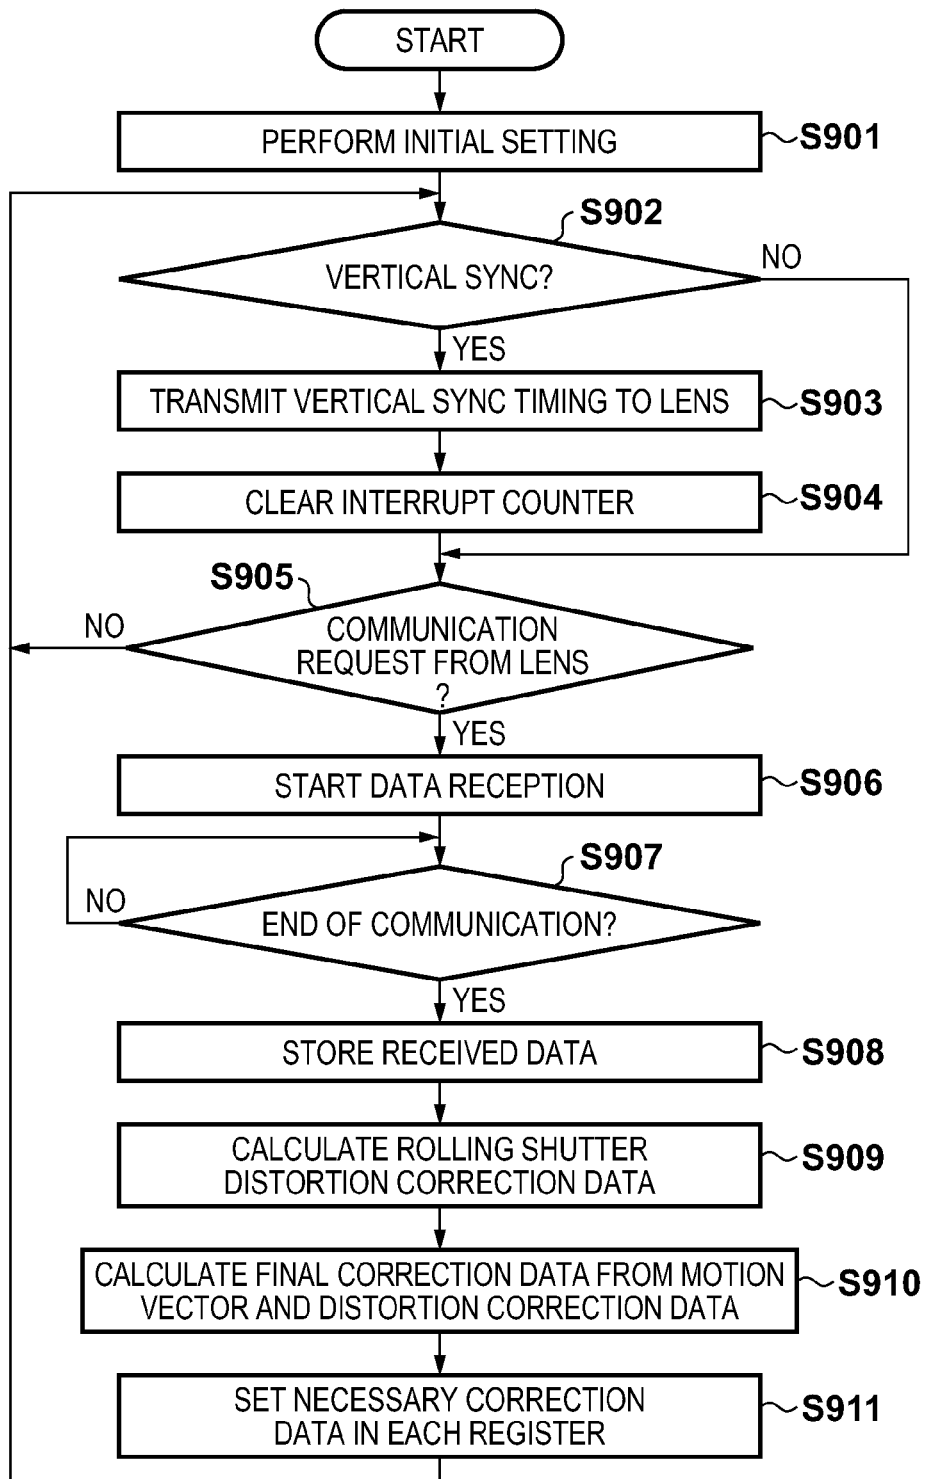 START
PERFORM INITIAL SETTING
S901
S902
VERTICAL SYNC?
NO
YES
TRANSMIT VERTICAL SYNC TIMING TO LENS
S903
CLEAR INTERRUPT COUNTER
S904
S905
NO
COMMUNICATION
REQUEST FROM LENS
?
YES
START DATA RECEPTION
S906
S907
NO
END OF COMMUNICATION?
YES
STORE RECEIVED DATA
S908
CALCULATE ROLLING SHUTTER
DISTORTION CORRECTION DATA
S909
CALCULATE FINAL CORRECTION DATA FROM MOTION
VECTOR AND DISTORTION CORRECTION DATA
S910
SET NECESSARY CORRECTION
DATA IN EACH REGISTER
S911